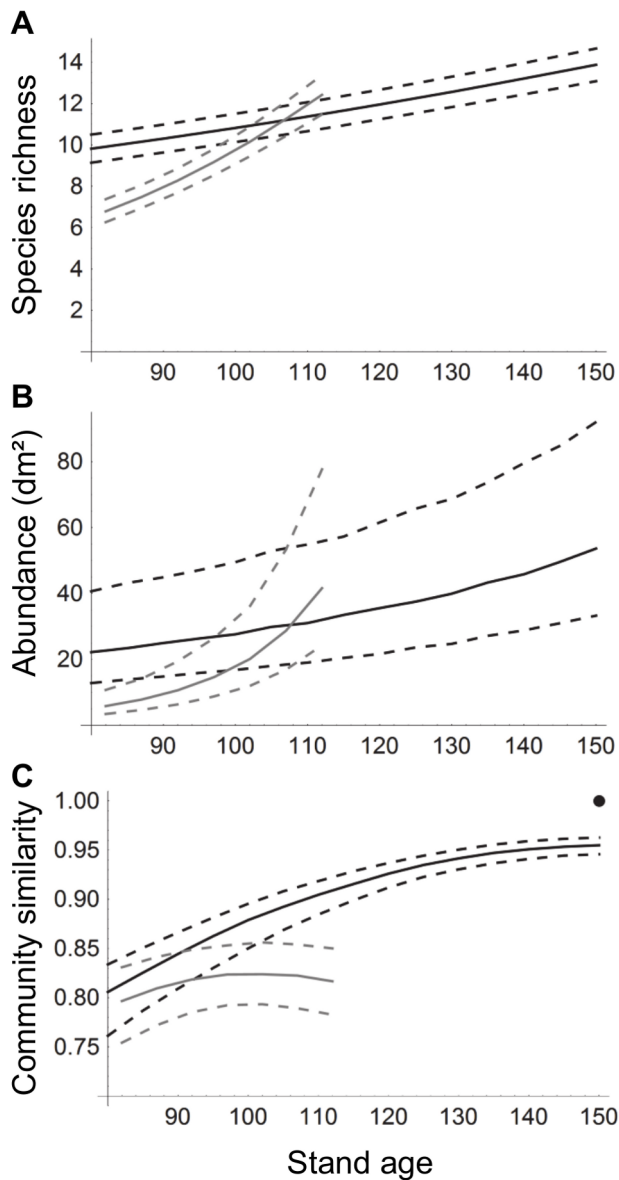 A
Species richness
14
12
10
8
6
4
2
90 100 110 120 130 140 150
B
Abundance (dm²)
80
60
40
20
90 100 110 120 130 140 150
C
Community similarity
1.00
0.95
0.90
0.85
0.80
0.75
90 100 110 120 130 140 150
Stand age